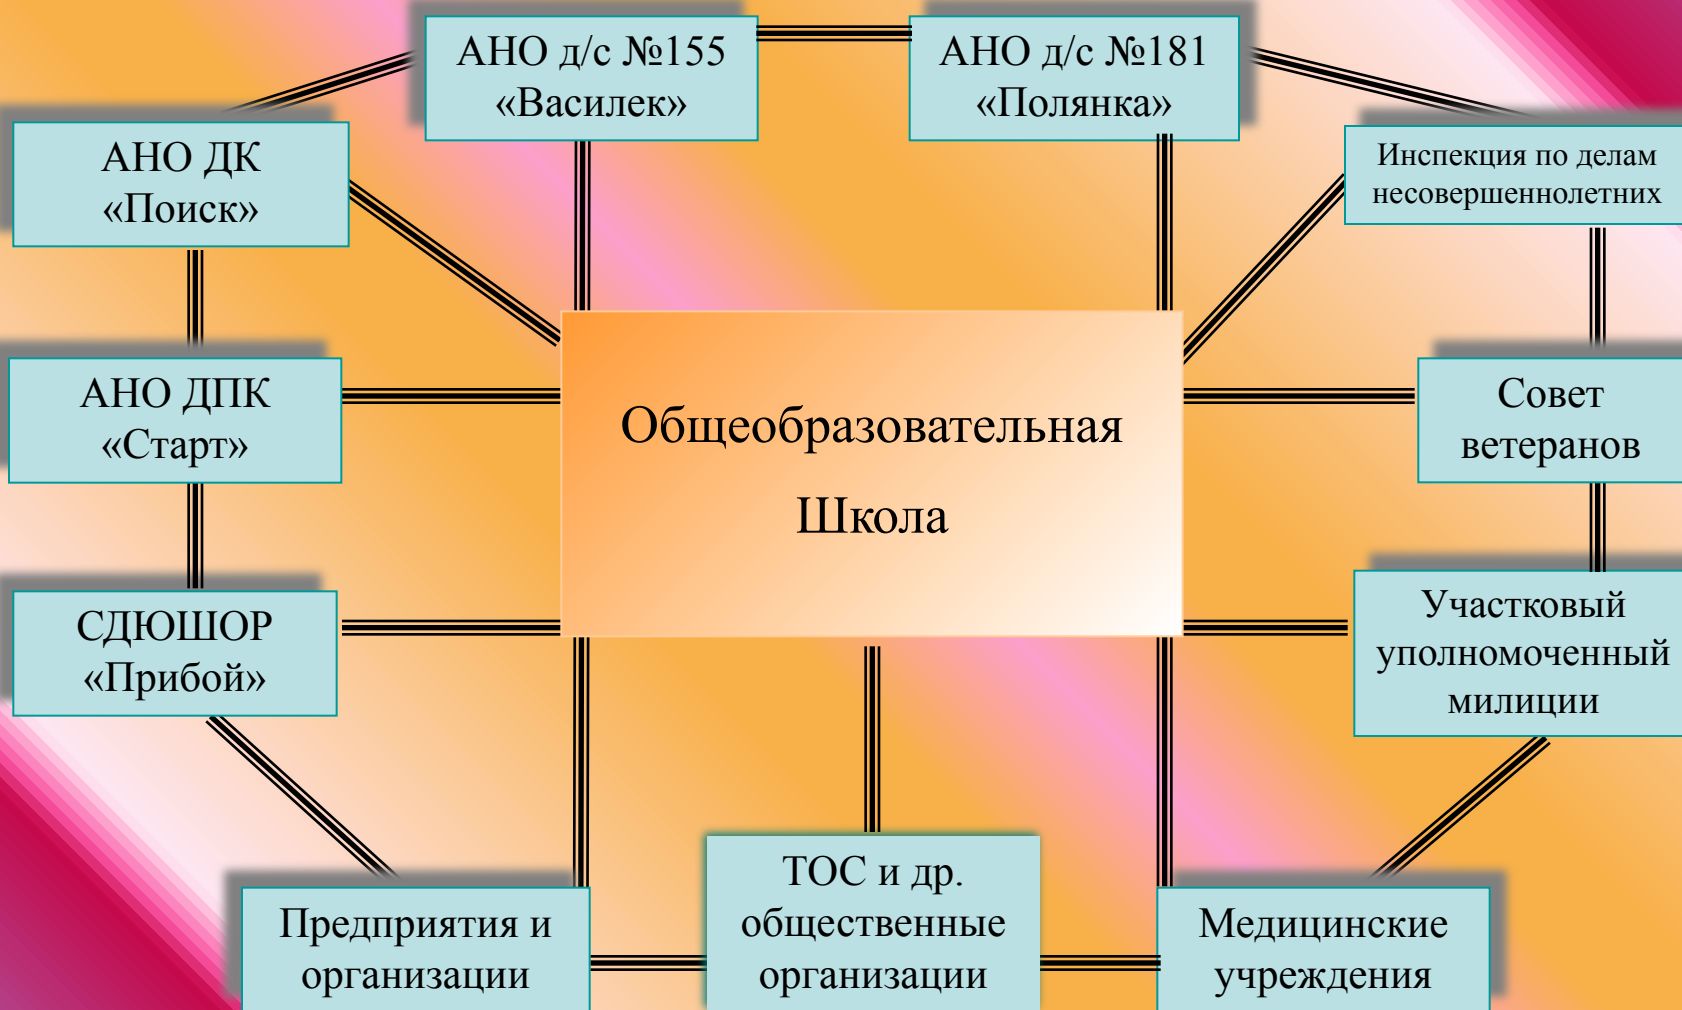 АНО д/с №155
«Василек»
АНО д/с №181
«Полянка»
АНО ДК
«Поиск»
Инспекция по делам
несовершеннолетних
АНО ДПК
«Старт»
Общеобразовательная
Школа
Совет
ветеранов
СДЮШОР
«Прибой»
Участковый
уполномоченный
милиции
Предприятия и
организации
ТОС и др.
общественные
организации
Медицинские
учреждения